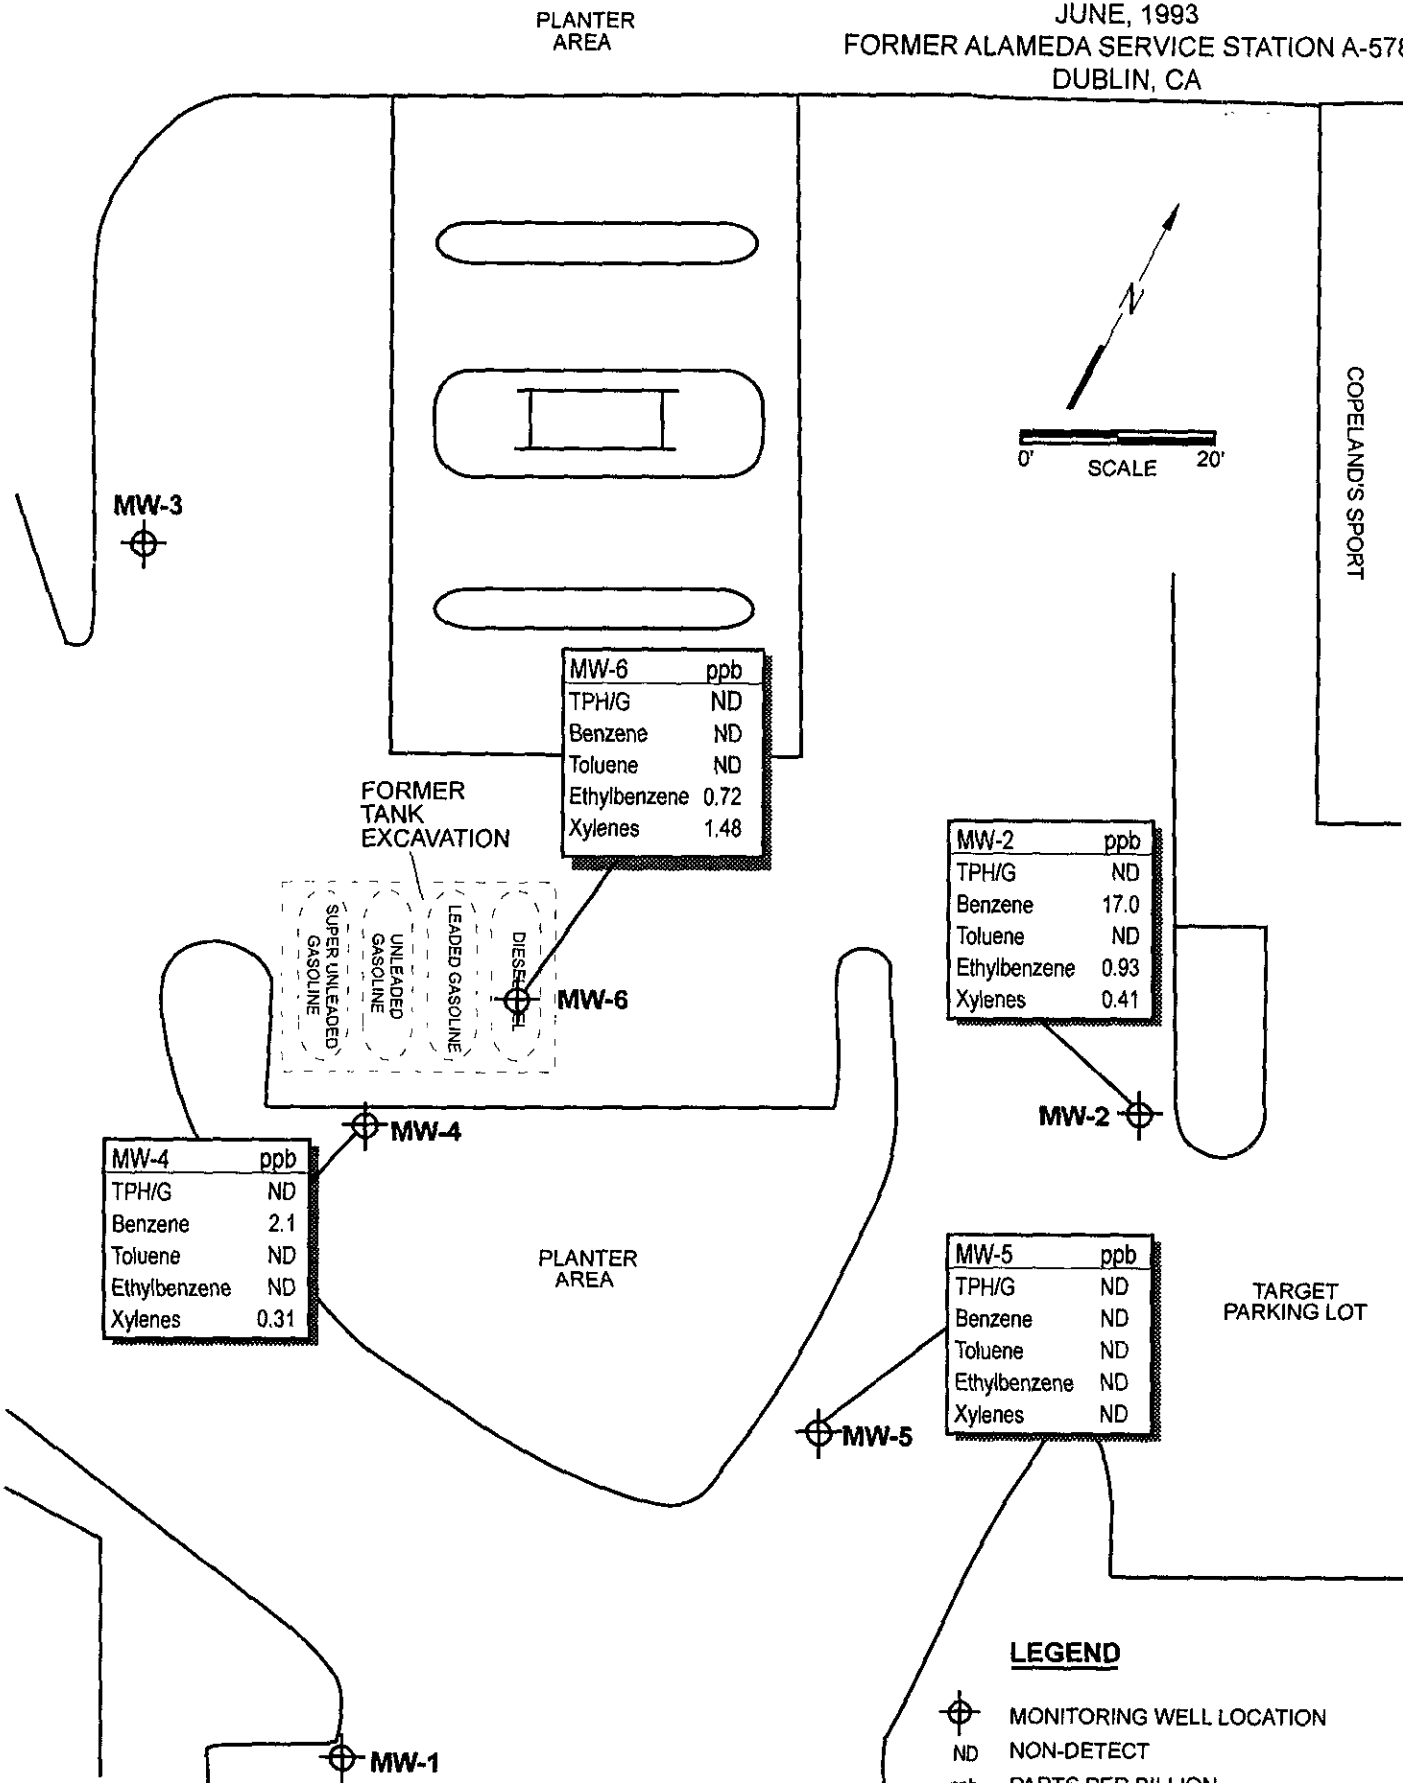 PLANTER
AREA
JUNE, 1993
FORMER ALAMEDA SERVICE STATION A-578
DUBLIN, CA
N
0' 20'
SCALE
COPELAND'S SPORT
MW-3
MW-6 ppb
TPH/G ND
Benzene ND
Toluene ND
Ethylbenzene 0.72
Xylenes 1.48
FORMER
TANK
EXCAVATION
SUPER UNLEADED
GASOLINE
UNLEADED
GASOLINE
LEADED GASOLINE
MW-6
MW-2 ppb
TPH/G ND
Benzene 17.0
Toluene ND
Ethylbenzene 0.93
Xylenes 0.41
MW-2
MW-4
MW-4 ppb
TPH/G ND
Benzene 2.1
Toluene ND
Ethylbenzene ND
Xylenes 0.31
PLANTER
AREA
MW-5 ppb
TPH/G ND
Benzene ND
Toluene ND
Ethylbenzene ND
Xylenes ND
TARGET
PARKING LOT
MW-5
LEGEND
MONITORING WELL LOCATION
ND NON-DETECT
ppb PARTS PER BILLION
MW-1